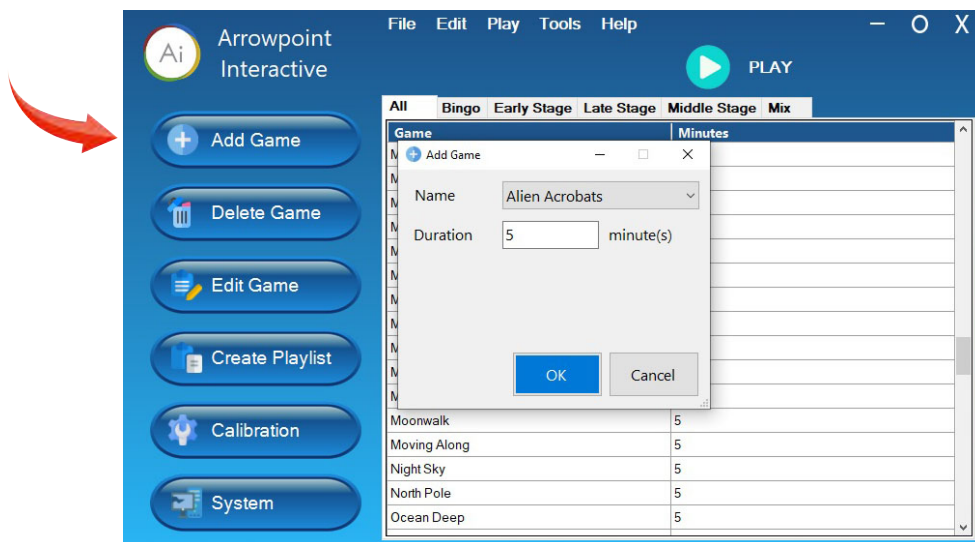 Ai
Arrowpoint
Interactive
File Edit Play Tools Help
— O X
PLAY
All Bingo Early Stage Late Stage Middle Stage Mix
Game Minutes
Add Game
Name Alien Acrobats
Duration 5 minute(s)
OK Cancel
M
M
M
M
M
M
M
M
M
M
M
Moonwalk 5
Moving Along 5
Night Sky 5
North Pole 5
Ocean Deep 5
Add Game
Delete Game
Edit Game
Create Playlist
Calibration
System